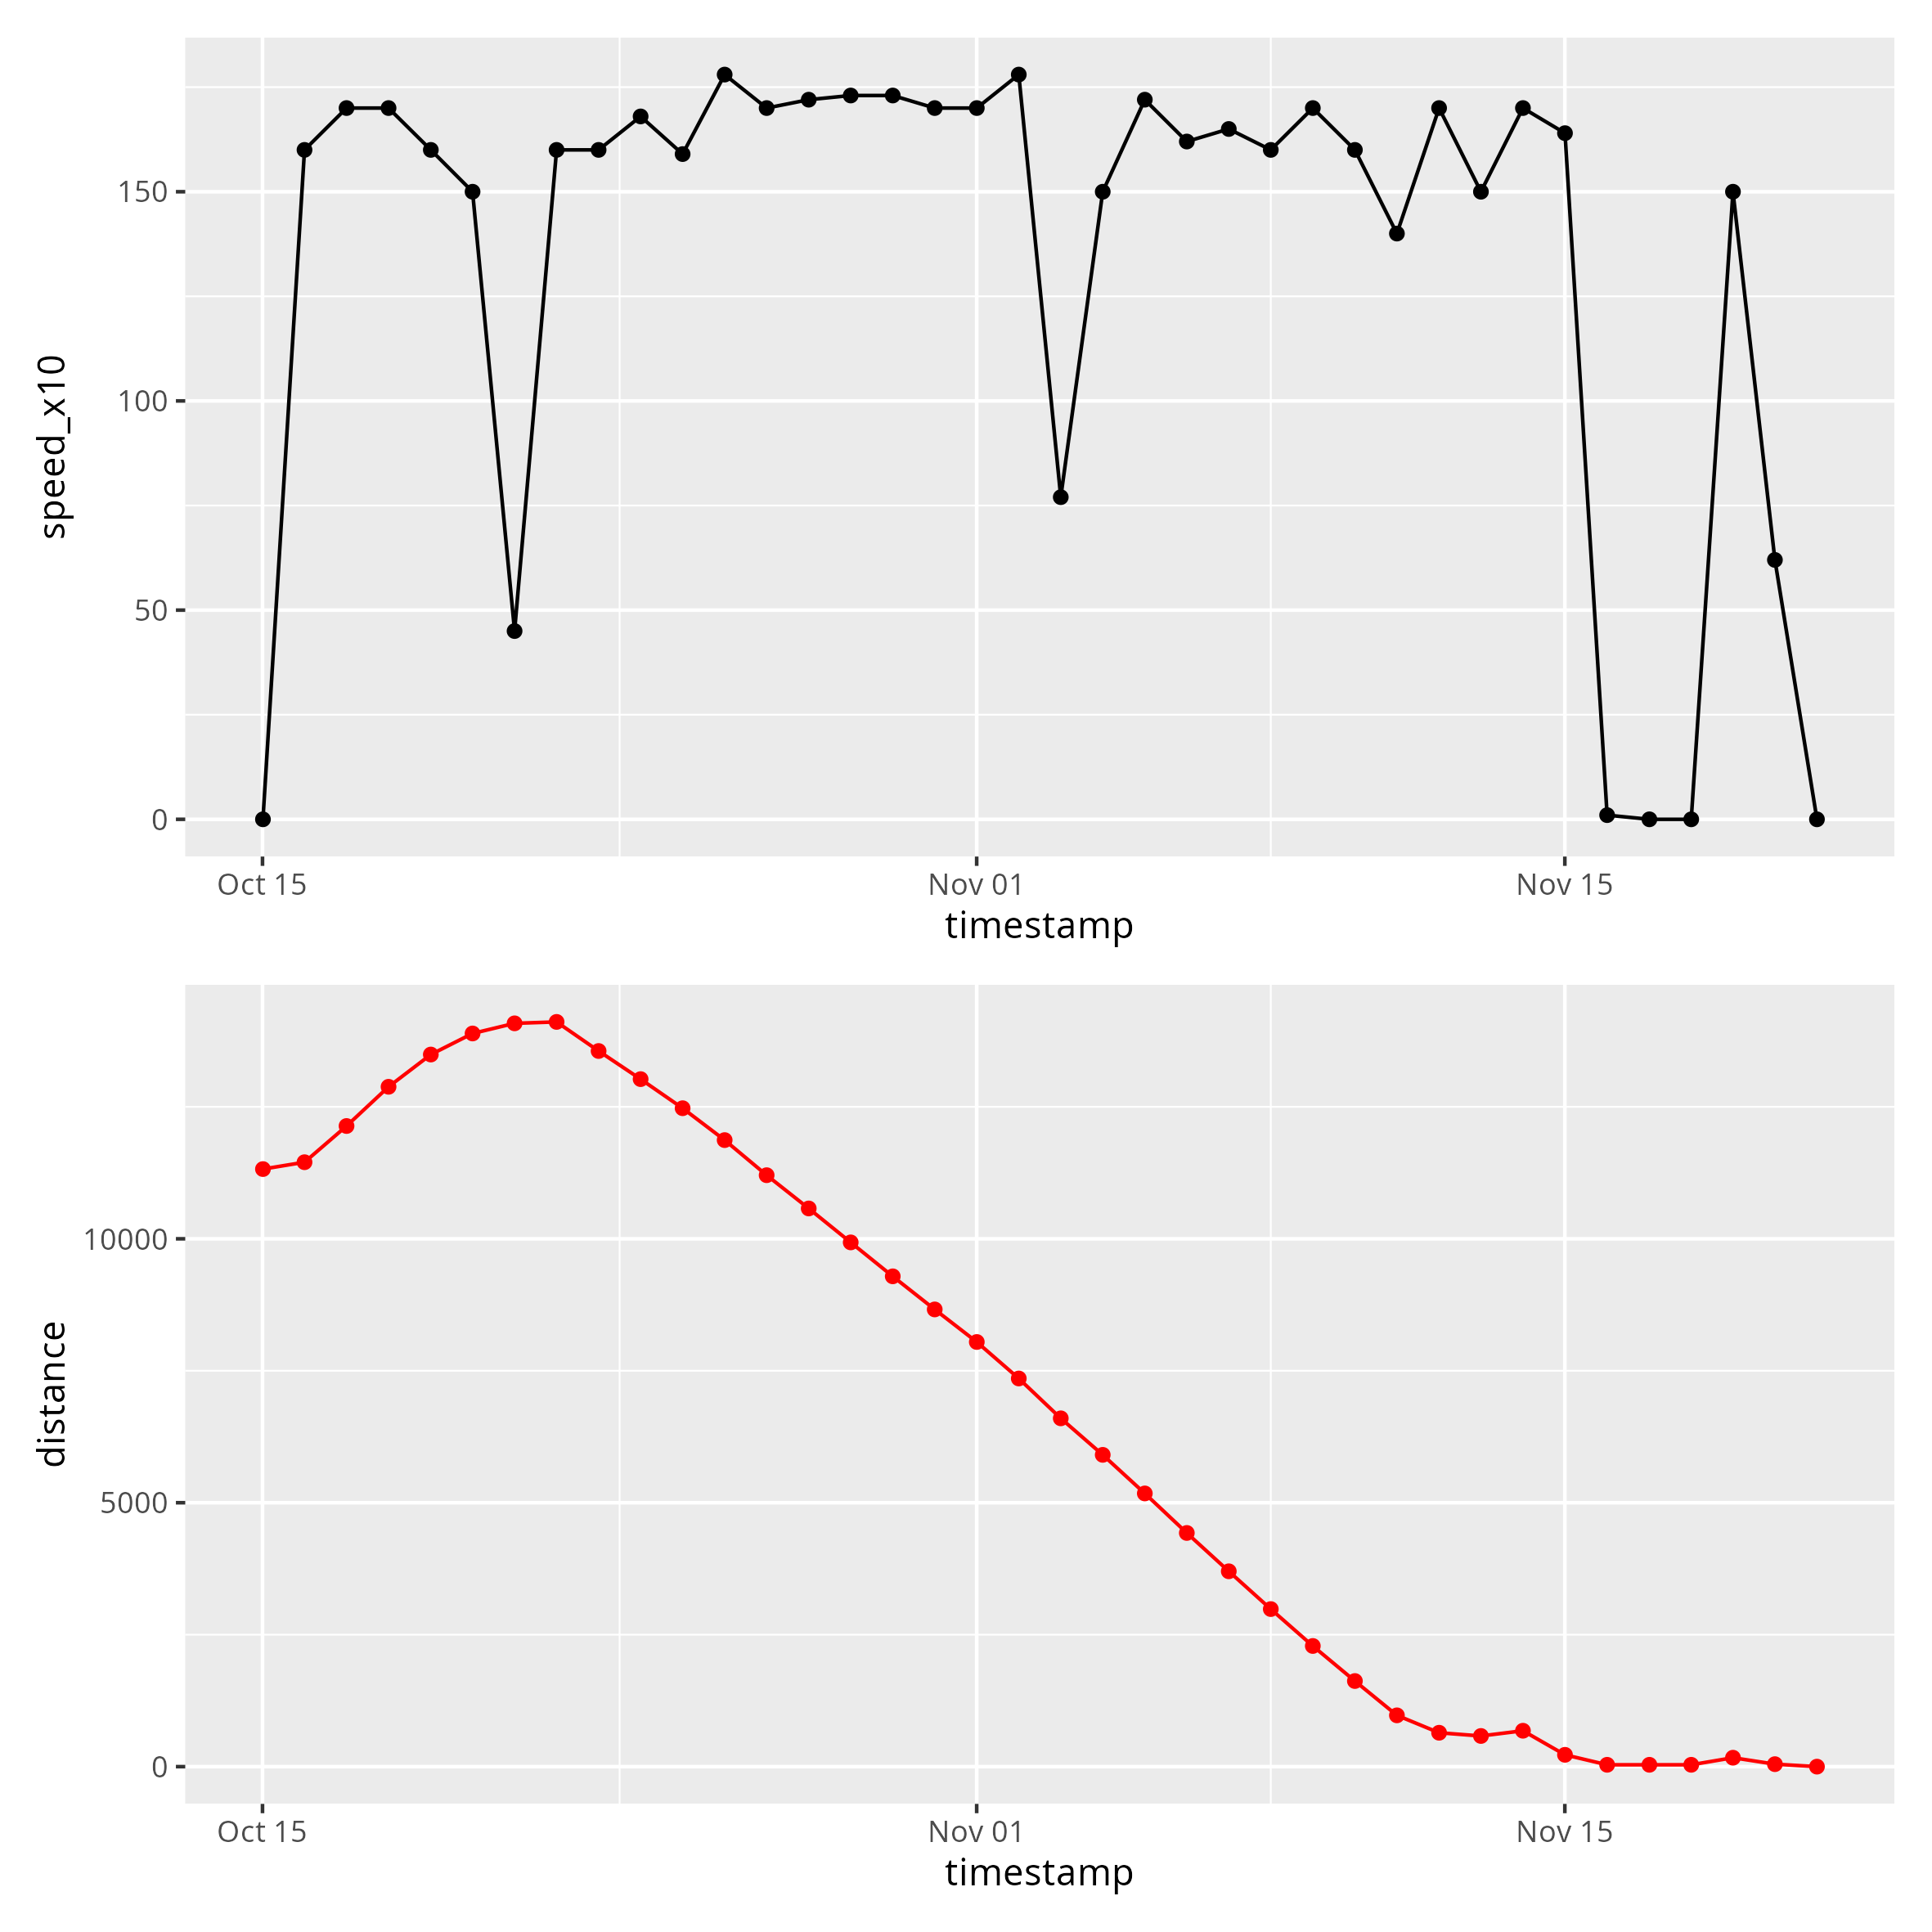 speed_x10
150
100
50
0
Oct 15 Nov 01 Nov 15
timestamp
distance
10000
5000
0
Oct 15 Nov 01 Nov 15
timestamp